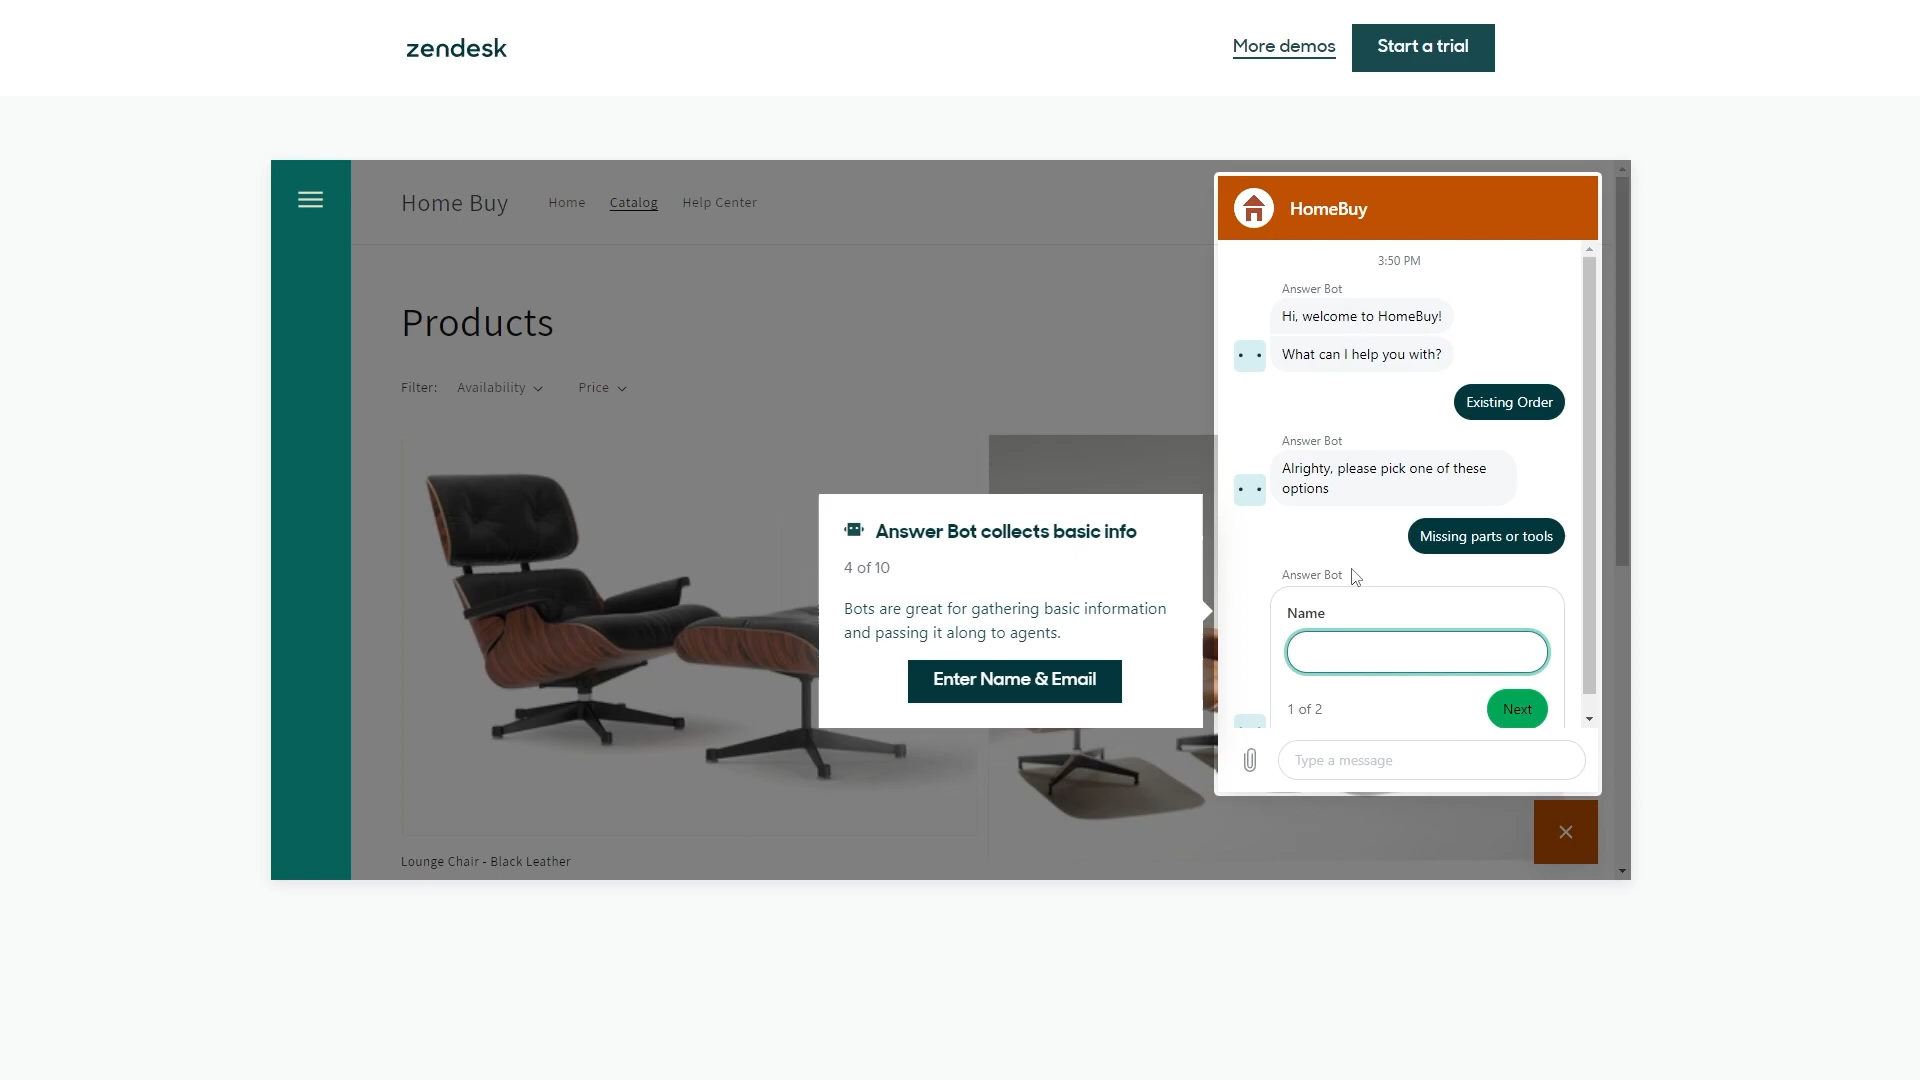 zendesk
More demos
Start a trial
Home Buy
Home
Catalog
Help Center
Products
Filter:
Availability
Price
Lounge Chair - Black Leather
Answer Bot collects basic info
4 of 10
Bots are great for gathering basic information
and passing it along to agents.
Enter Name & Email
HomeBuy
3:50 PM
Answer Bot
Hi, welcome to HomeBuy!
What can I help you with?
Existing Order
Answer Bot
Alrighty, please pick one of these
options
Missing parts or tools
Answer Bot
Name
1 of 2
Next
Type a message